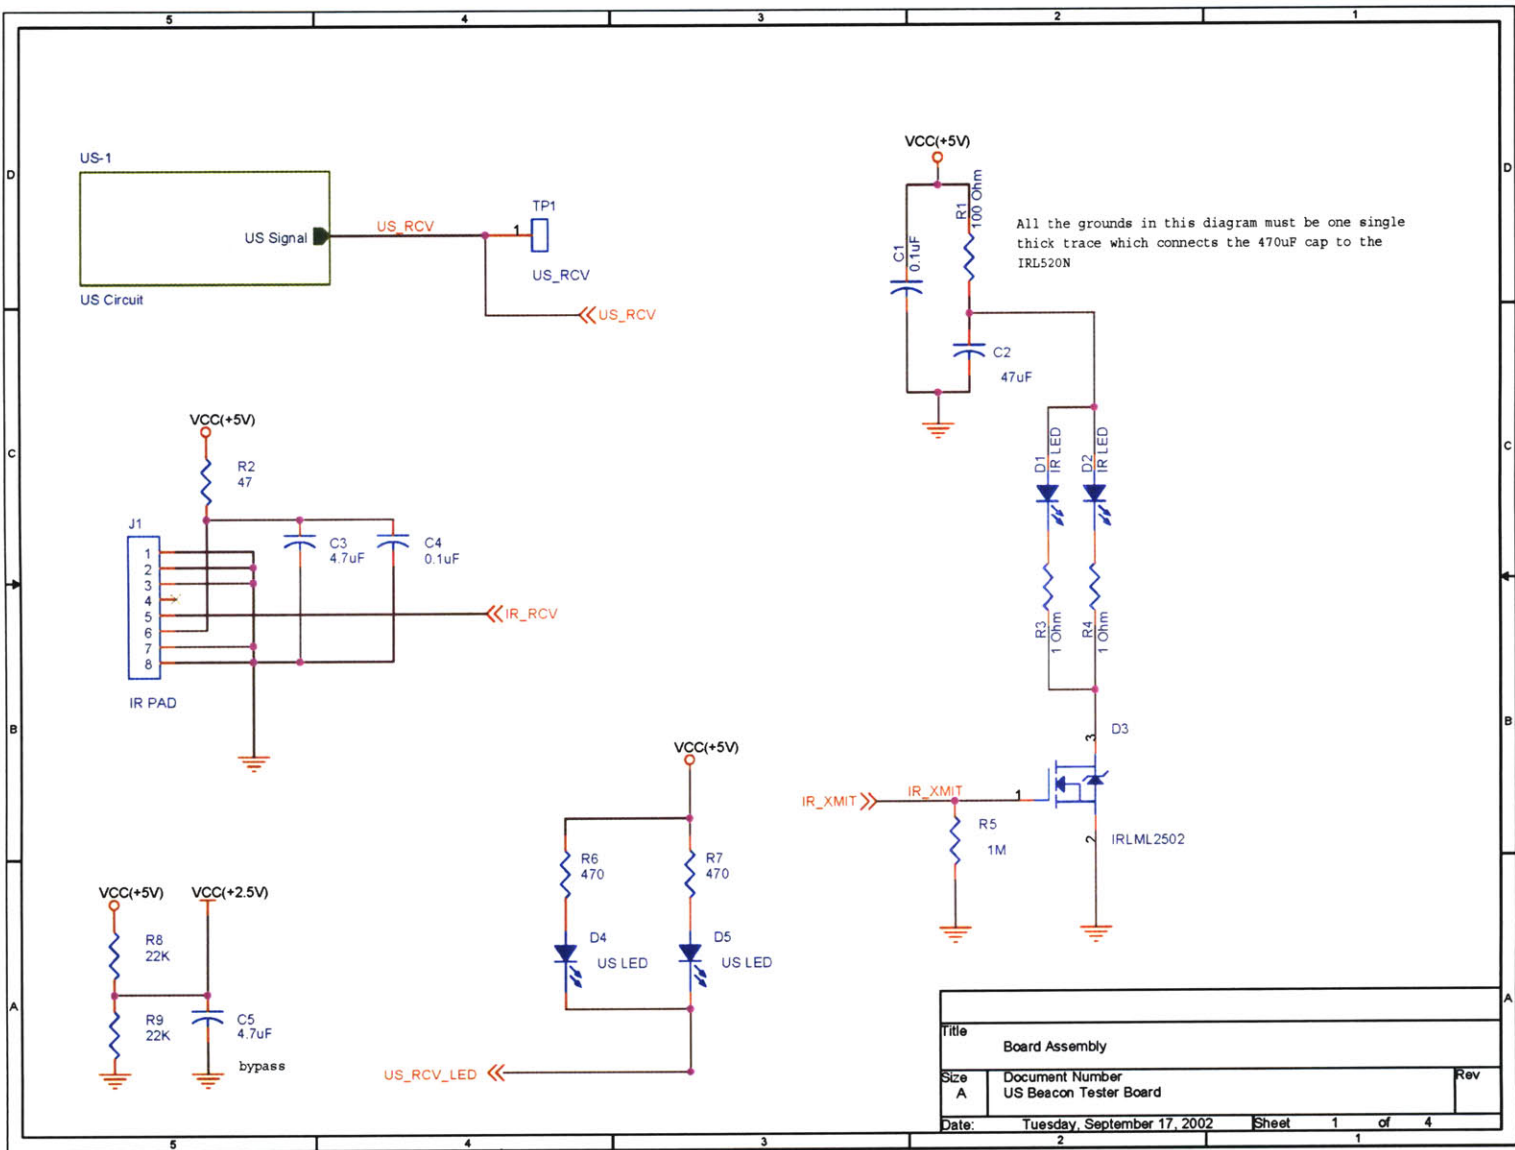 5 4 3 2 1
D
C
B
A
D
C
B
A
US-1
US Signal
US Circuit
US_RCV
1
TP1
US_RCV
US_RCV
VCC(+5V)
C1
0.1uF
R1
100 Ohm
C2
47uF
All the grounds in this diagram must be one single
thick trace which connects the 470uF cap to the
IRL520N
D1
IR LED
D2
IR LED
R3
1 Ohm
R4
1 Ohm
3
D3
IR_XMIT
IR_XMIT
1
2
IRLML2502
R5
1M
VCC(+5V)
R2
47
J1
1
2
3
4
5
6
7
8
IR PAD
C3
4.7uF
C4
0.1uF
IR_RCV
VCC(+5V)
R6
470
R7
470
D4
US LED
D5
US LED
US_RCV_LED
VCC(+5V)
VCC(+2.5V)
R8
22K
R9
22K
C5
4.7uF
bypass
Title
Board Assembly
Size
A
Document Number
US Beacon Tester Board
Rev
Date: Tuesday, September 17, 2002 Sheet 1 of 4
5 4 3 2 1